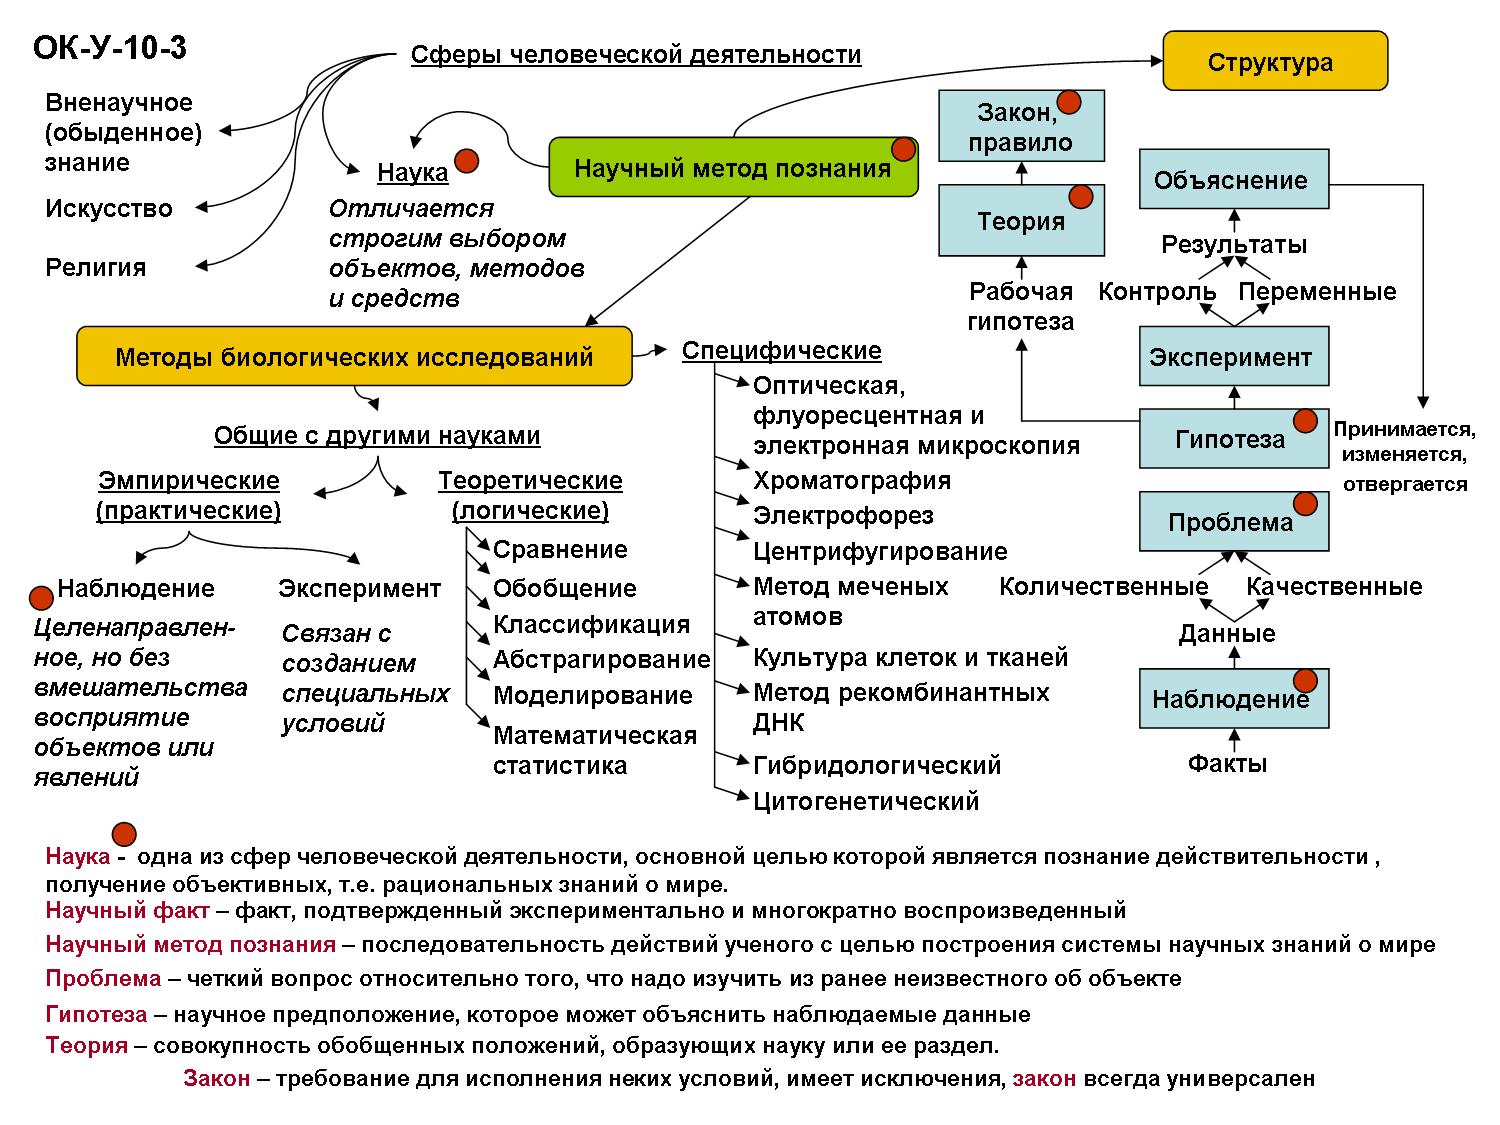 ОК-У-10-3
Сферы человеческой деятельности
Структура
Вненаучное
(обыденное)
знание
Искусство
Религия
Наука
Отличается
строгим выбором
объектов, методов
и средств
Научный метод познания
Закон,
правило
Теория
Рабочая
гипотеза
Объяснение
Результаты
Контроль
Переменные
Эксперимент
Гипотеза
Принимается,
изменяется,
отвергается
Проблема
Количественные
Качественные
Данные
Наблюдение
Факты
Методы биологических исследований
Специфические
Оптическая,
флуоресцентная и
электронная микроскопия
Хроматография
Электрофорез
Центрифугирование
Метод меченых
атомов
Культура клеток и тканей
Метод рекомбинантных
ДНК
Гибридологический
Цитогенетический
Общие с другими науками
Эмпирические
(практические)
Теоретические
(логические)
Наблюдение
Целенаправлен-
ное, но без
вмешательства
восприятие
объектов или
явлений
Эксперимент
Связан с
созданием
специальных
условий
Сравнение
Обобщение
Классификация
Абстрагирование
Моделирование
Математическая
статистика
Наука - одна из сфер человеческой деятельности, основной целью которой является познание действительности ,
получение объективных, т.е. рациональных знаний о мире.
Научный факт – факт, подтвержденный экспериментально и многократно воспроизведенный
Научный метод познания – последовательность действий ученого с целью построения системы научных знаний о мире
Проблема – четкий вопрос относительно того, что надо изучить из ранее неизвестного об объекте
Гипотеза – научное предположение, которое может объяснить наблюдаемые данные
Теория – совокупность обобщенных положений, образующих науку или ее раздел.
Закон – требование для исполнения неких условий, имеет исключения, закон всегда универсален